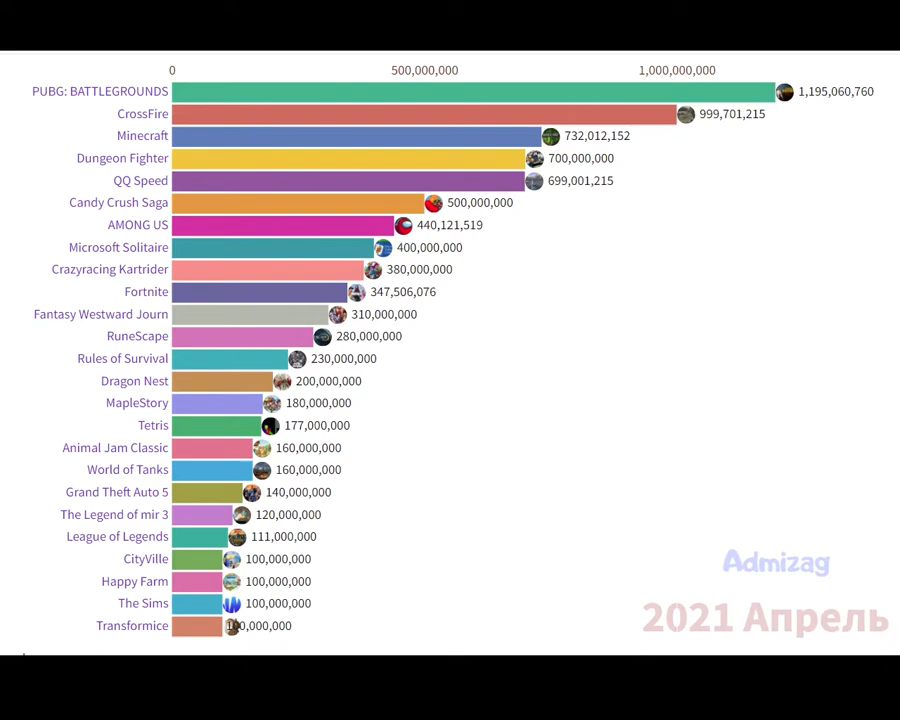 0 500,000,000 1,000,000,000
PUBG: BATTLEGROUNDS 1,195,060,760
CrossFire 999,701,215
Minecraft 732,012,152
Dungeon Fighter 700,000,000
QQ Speed 699,001,215
Candy Crush Saga 500,000,000
AMONG US 440,121,519
Microsoft Solitaire 400,000,000
Crazyracing Kartrider 380,000,000
Fortnite 347,506,076
Fantasy Westward Journ 310,000,000
RuneScape 280,000,000
Rules of Survival 230,000,000
Dragon Nest 200,000,000
MapleStory 180,000,000
Tetris 177,000,000
Animal Jam Classic 160,000,000
World of Tanks 160,000,000
Grand Theft Auto 5 140,000,000
The Legend of mir 3 120,000,000
League of Legends 111,000,000
CityVille 100,000,000
Happy Farm 100,000,000
The Sims 100,000,000
Transformice 100,000,000
Admizag
2021 Апрель